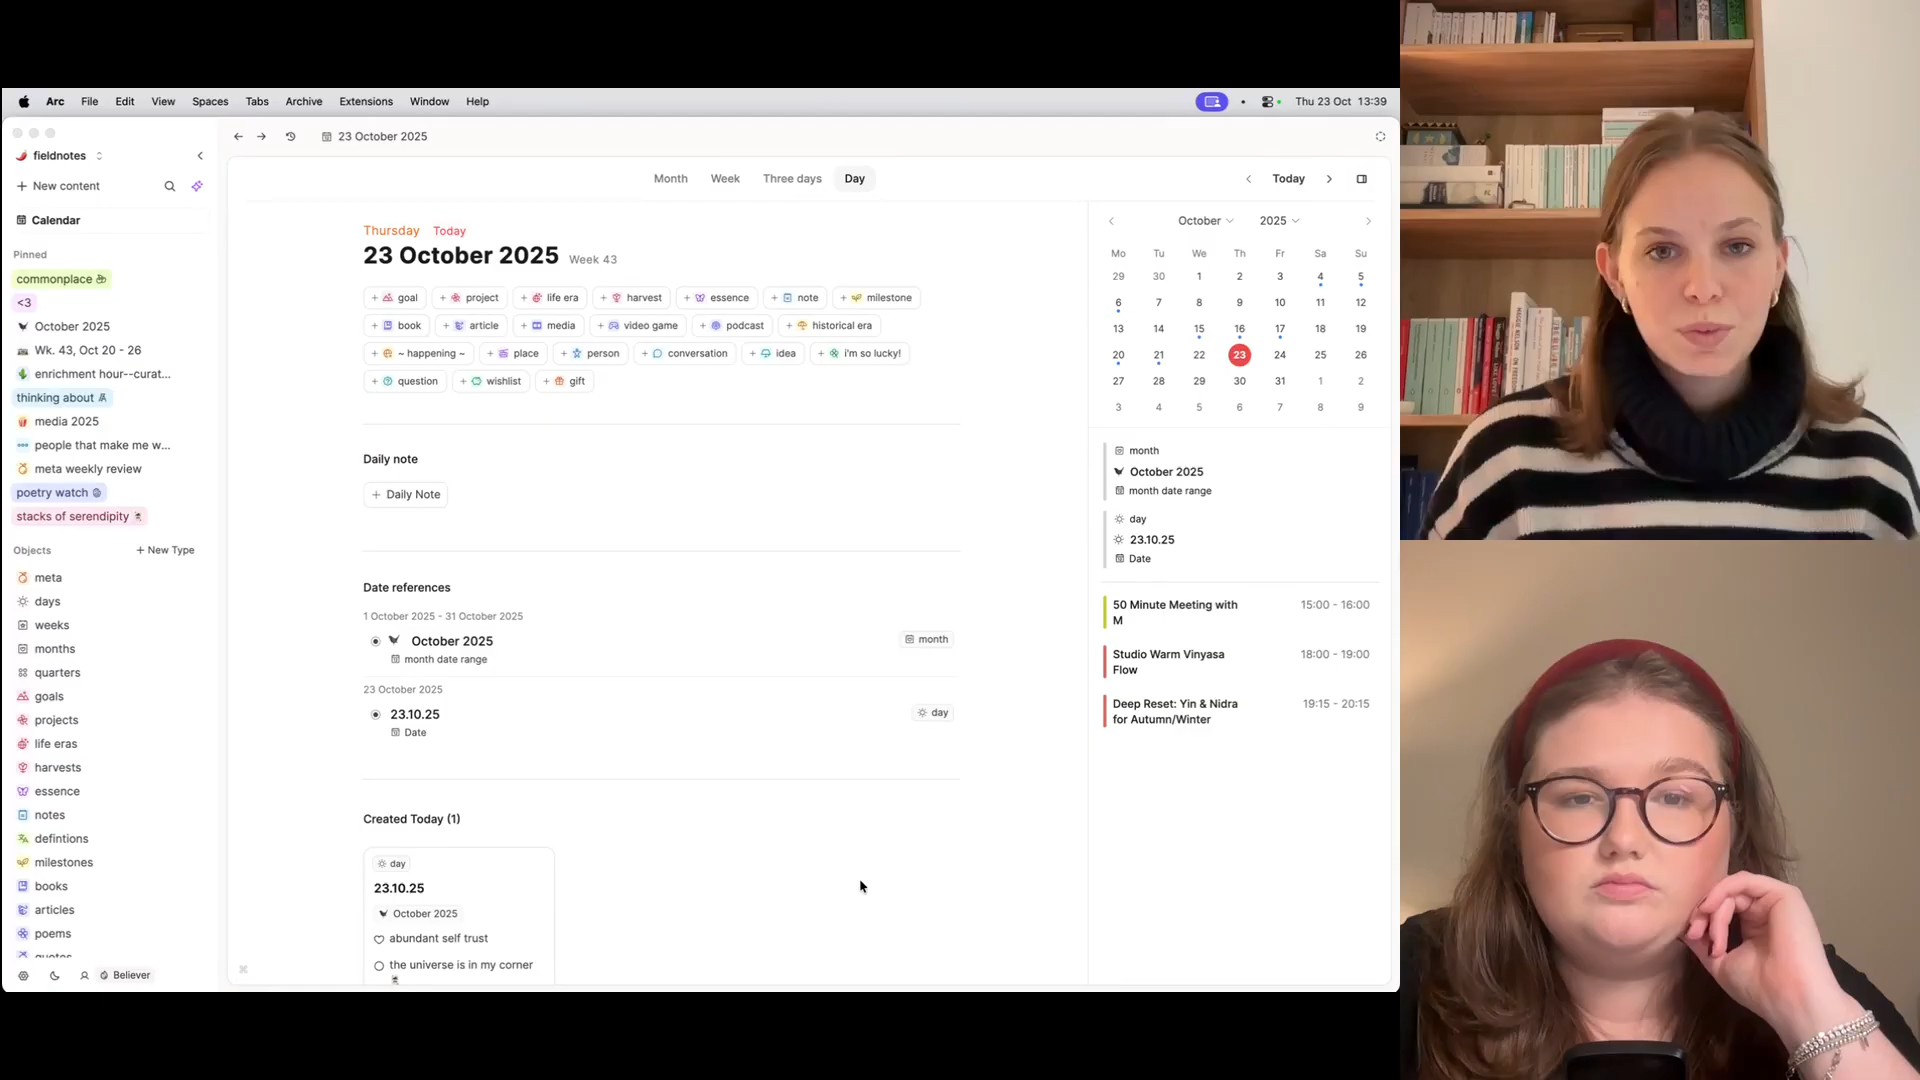 Arc File Edit View Spaces Tabs Archive Extensions Window Help
Thu 23 Oct 13:39
fieldnotes
23 October 2025
New content
Calendar
Pinned
commonplace
<3
October 2025
Wk. 43, Oct 20 - 26
enrichment hour--curat...
thinking about
media 2025
people that make me w...
meta weekly review
poetry watch
stacks of serendipity
Objects
+ New Type
meta
days
weeks
months
quarters
goals
projects
life eras
harvests
essence
notes
defintions
milestones
books
articles
poems
quotes
Believer
Month Week Three days Day
Today
Thursday Today
23 October 2025 Week 43
+ goal + project + life era + harvest + essence + note + milestone
+ book + article + media + video game + podcast + historical era
+ ~ happening ~ + place + person + conversation + idea + i'm so lucky!
+ question + wishlist + gift
Daily note
+ Daily Note
Date references
1 October 2025 - 31 October 2025
October 2025
month
month date range
23 October 2025
23.10.25
day
Date
Created Today (1)
day
23.10.25
October 2025
abundant self trust
the universe is in my corner
October 2025
Mo Tu We Th Fr Sa Su
29 30 1 2 3 4 5
6 7 8 9 10 11 12
13 14 15 16 17 18 19
20 21 22 23 24 25 26
27 28 29 30 31 1 2
3 4 5 6 7 8 9
month
October 2025
month date range
day
23.10.25
Date
50 Minute Meeting with
M
15:00 - 16:00
Studio Warm Vinyasa
Flow
18:00 - 19:00
Deep Reset: Yin & Nidra
for Autumn/Winter
19:15 - 20:15